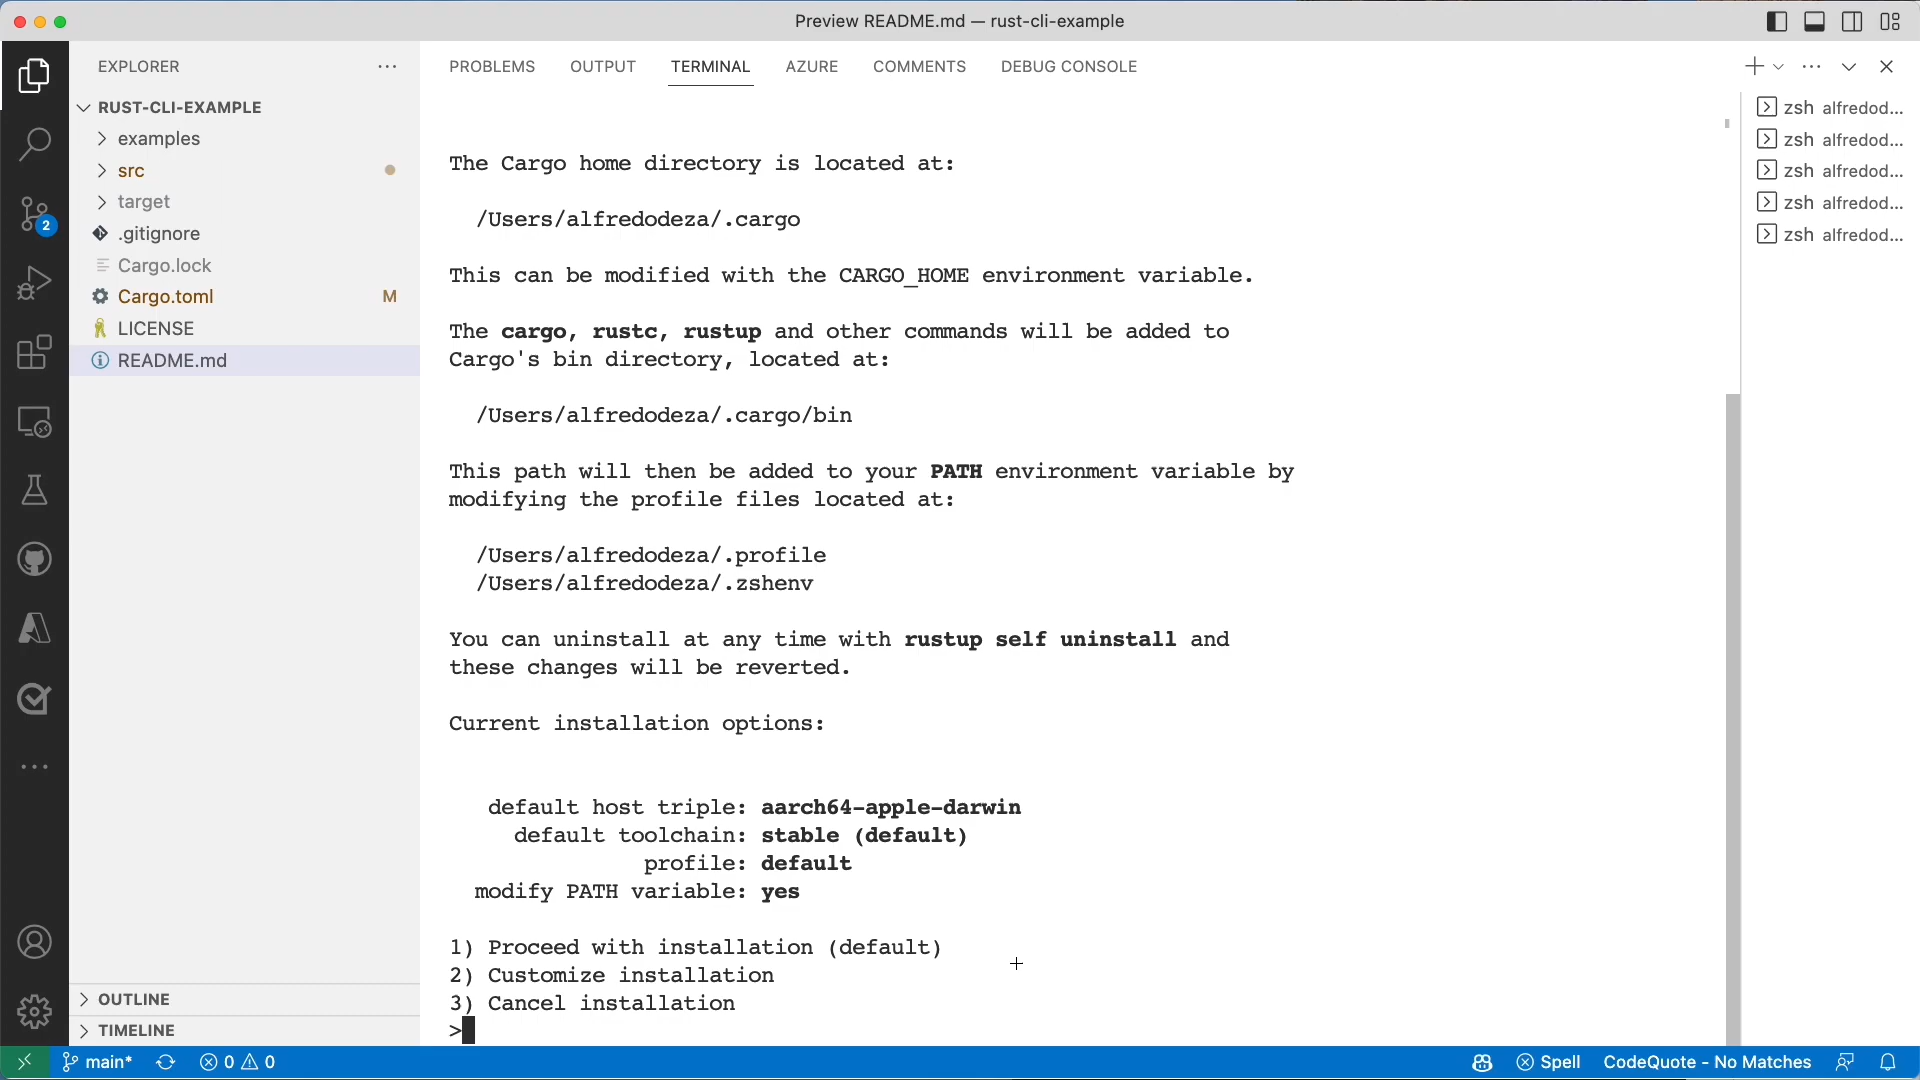 Preview README.md — rust-cli-example
EXPLORER
RUST-CLI-EXAMPLE
examples
src
target
.gitignore
Cargo.lock
Cargo.toml M
LICENSE
README.md
OUTLINE
TIMELINE
PROBLEMS OUTPUT TERMINAL AZURE COMMENTS DEBUG CONSOLE
The Cargo home directory is located at:
/Users/alfredodeza/.cargo
This can be modified with the CARGO_HOME environment variable.
The cargo, rustc, rustup and other commands will be added to
Cargo's bin directory, located at:
/Users/alfredodeza/.cargo/bin
This path will then be added to your PATH environment variable by
modifying the profile files located at:
/Users/alfredodeza/.profile
/Users/alfredodeza/.zshenv
You can uninstall at any time with rustup self uninstall and
these changes will be reverted.
Current installation options:
default host triple: aarch64-apple-darwin
default toolchain: stable (default)
profile: default
modify PATH variable: yes
1) Proceed with installation (default)
2) Customize installation
3) Cancel installation
>
zsh alfredod...
zsh alfredod...
zsh alfredod...
zsh alfredod...
zsh alfredod...
2
main* 0 0 Spell CodeQuote - No Matches